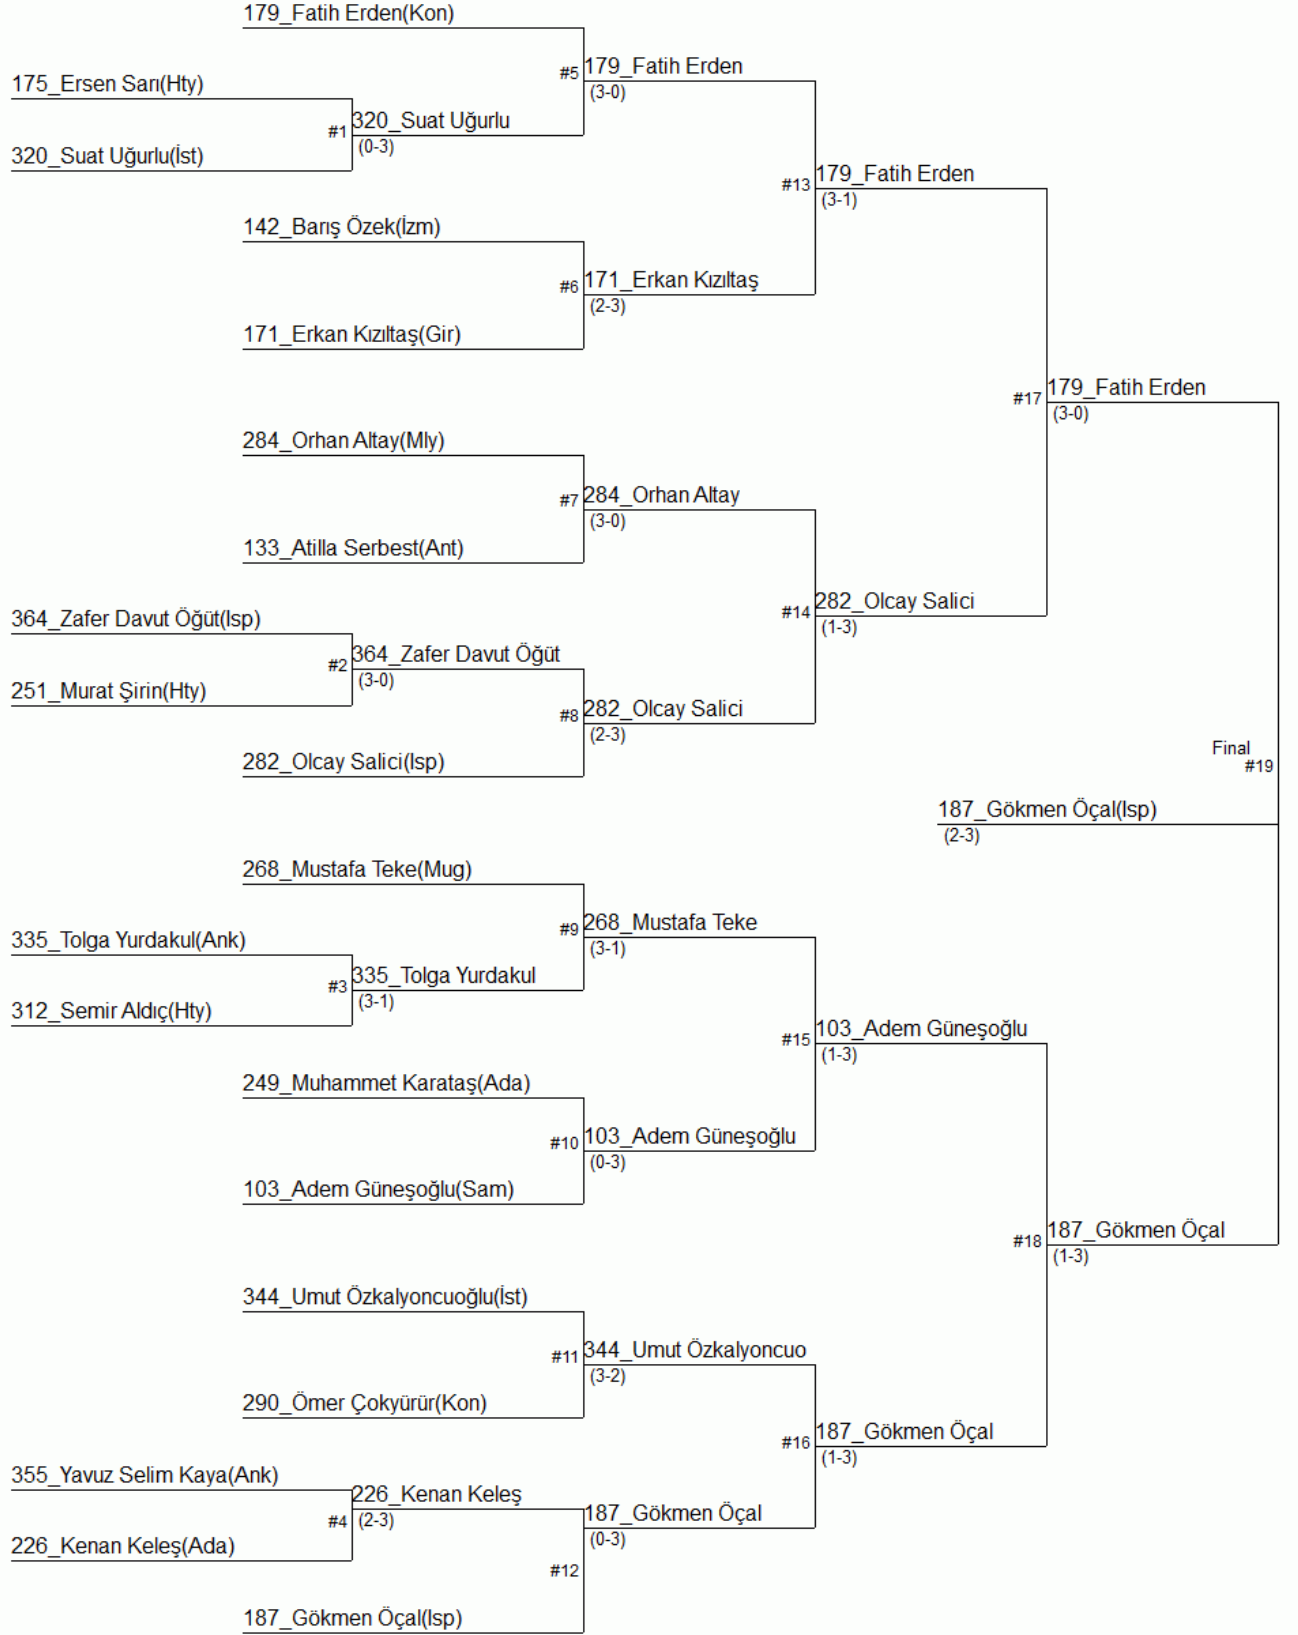 179_Fatih Erden(Kon)
#5
179_Fatih Erden
(3-0)
175_Ersen Sarı(Hty)
#1
320_Suat Uğurlu
(0-3)
320_Suat Uğurlu(İst)
#13
179_Fatih Erden
(3-1)
142_Barış Özek(İzm)
#6
171_Erkan Kızıltaş
(2-3)
171_Erkan Kızıltaş(Gir)
#17
179_Fatih Erden
(3-0)
284_Orhan Altay(Mly)
#7
284_Orhan Altay
(3-0)
133_Atilla Serbest(Ant)
#14
282_Olcay Salici
(1-3)
364_Zafer Davut Öğüt(Isp)
#2
364_Zafer Davut Öğüt
(3-0)
251_Murat Şirin(Hty)
#8
282_Olcay Salici
(2-3)
282_Olcay Salici(Isp)
Final
#19
187_Gökmen Öçal(Isp)
(2-3)
268_Mustafa Teke(Mug)
#9
268_Mustafa Teke
(3-1)
335_Tolga Yurdakul(Ank)
#3
335_Tolga Yurdakul
(3-1)
312_Semir Aldıç(Hty)
#15
103_Adem Güneşoğlu
(1-3)
249_Muhammet Karataş(Ada)
#10
103_Adem Güneşoğlu
(0-3)
103_Adem Güneşoğlu(Sam)
#18
187_Gökmen Öçal
(1-3)
344_Umut Özkalyoncuoğlu(İst)
#11
344_Umut Özkalyoncuo
(3-2)
290_Ömer Çokyürür(Kon)
#16
187_Gökmen Öçal
(1-3)
355_Yavuz Selim Kaya(Ank)
#4
226_Kenan Keleş
(2-3)
226_Kenan Keleş(Ada)
187_Gökmen Öçal
(0-3)
#12
187_Gökmen Öçal(Isp)